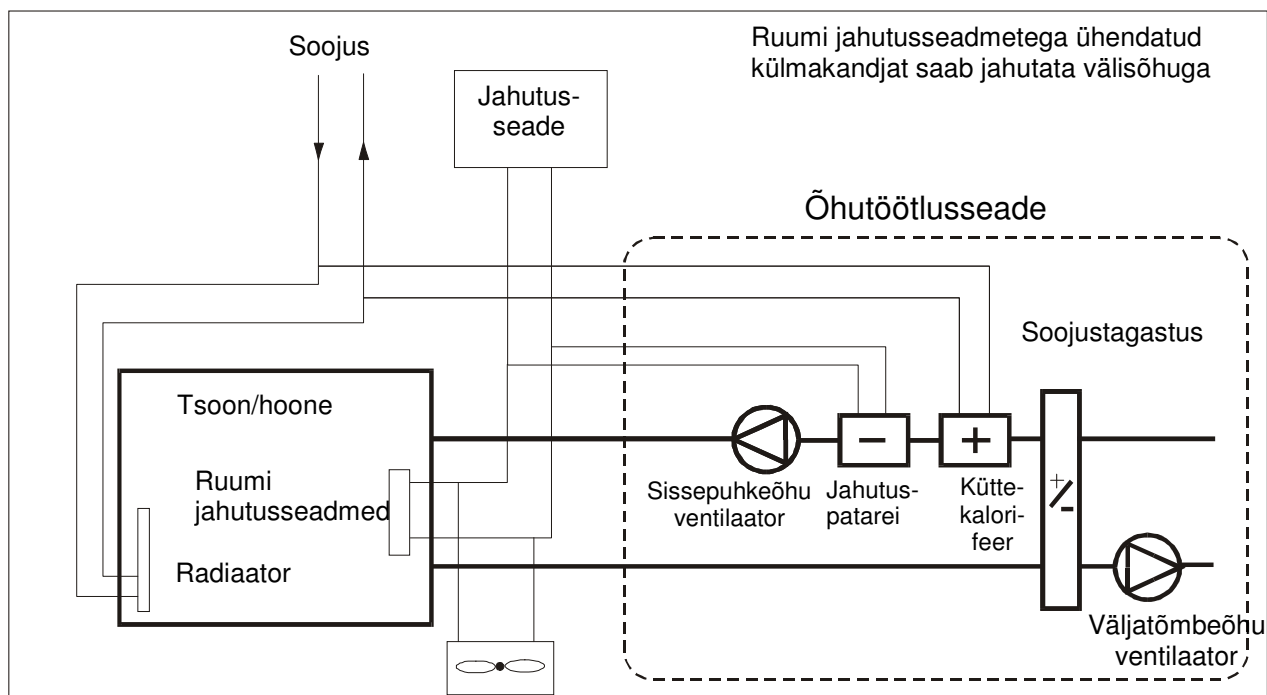 Soojus
Ruumi jahutusseadmetega ühendatud
külmakandjat saab jahutata välisõhuga
Jahutus-
seade
Õhutöötlusseade
Soojustagastus
Tsoon/hoone
Ruumi
jahutusseadmed
Radiaator
Sissepuhkeõhu
ventilaator
-
Jahutus-
patarei
+
Kütte-
kalori-
feer
+/-
Väljatõmbeõhu
ventilaator